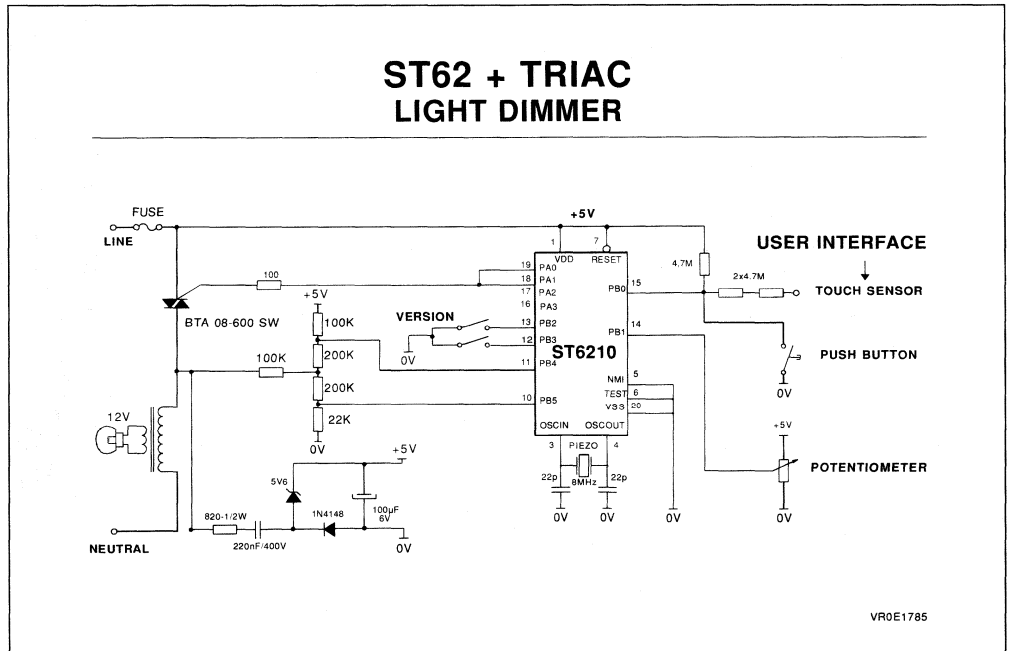 ST62 + TRIAC
LIGHT DIMMER
FUSE
LINE
+5V
1
7
VDD
RESET
USER INTERFACE
4,7M
2x4.7M
TOUCH SENSOR
100
19
PA0
18
PA1
17
PA2
16
PA3
15
PB0
BTA 08-600 SW
+5V
100K
VERSION
0V
13
PB2
12
PB3
14
PB1
ST6210
PUSH BUTTON
0V
100K
200K
11
PB4
200K
10
PB5
22K
0V
NMI
5
TEST
6
VSS
20
OSCIN
OSCOUT
3
4
PIEZO
8MHz
22p
22p
0V
0V
0V
+5V
POTENTIOMETER
0V
12V
5V6
+5V
100µF
6V
820-1/2W
1N4148
220nF/400V
0V
NEUTRAL
VR0E1785